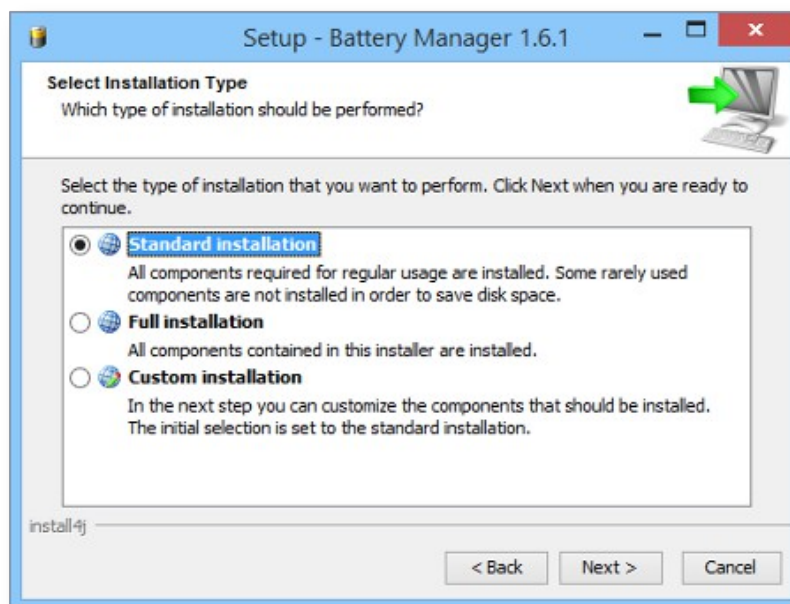 Setup - Battery Manager 1.6.1
Select Installation Type
Which type of installation should be performed?
Select the type of installation that you want to perform. Click Next when you are ready to
continue.
Standard installation
All components required for regular usage are installed. Some rarely used
components are not installed in order to save disk space.
Full installation
All components contained in this installer are installed.
Custom installation
In the next step you can customize the components that should be installed.
The initial selection is set to the standard installation.
install4j
< Back Next > Cancel